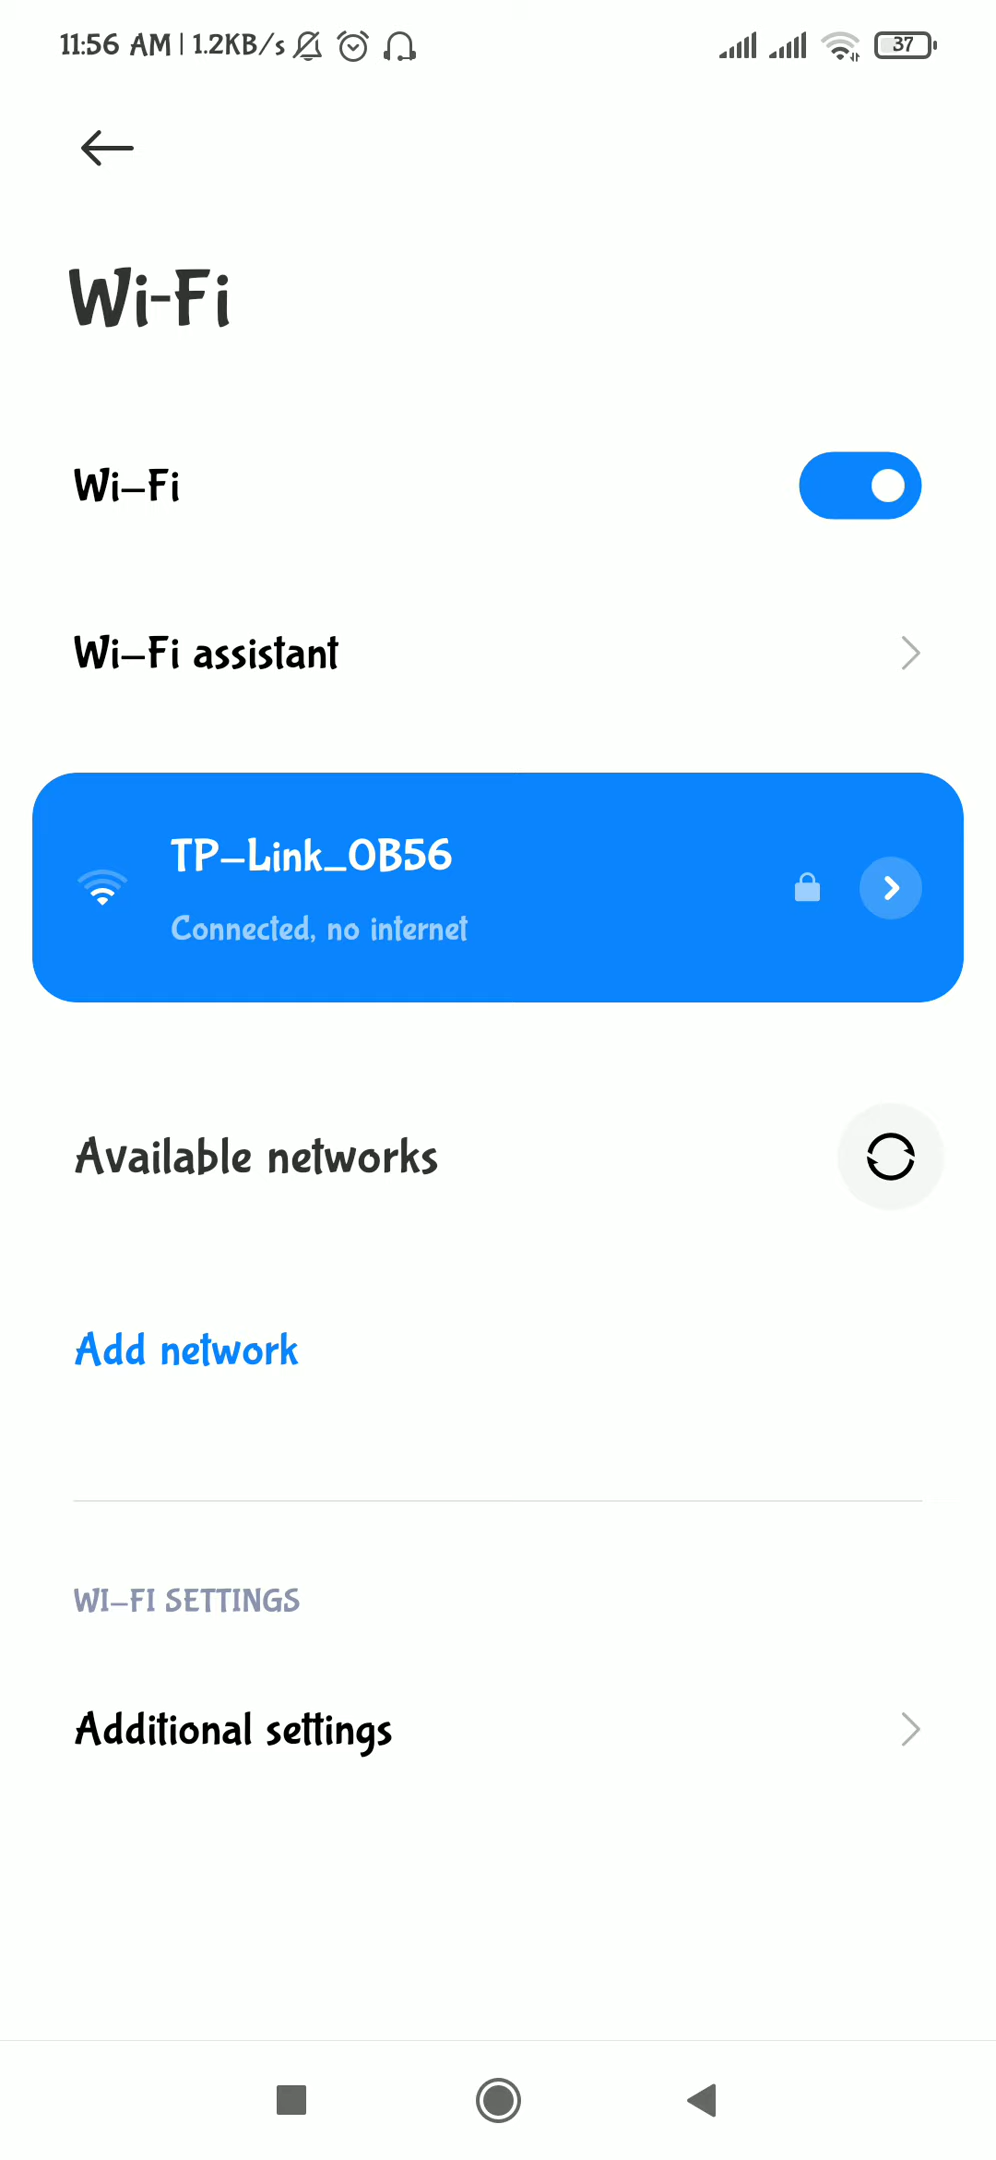 11:56 AM | 1.2KB/s 37
Wi-Fi
Wi-Fi
Wi-Fi assistant
TP-Link_0B56
Connected, no internet
Available networks
Add network
WI-FI SETTINGS
Additional settings